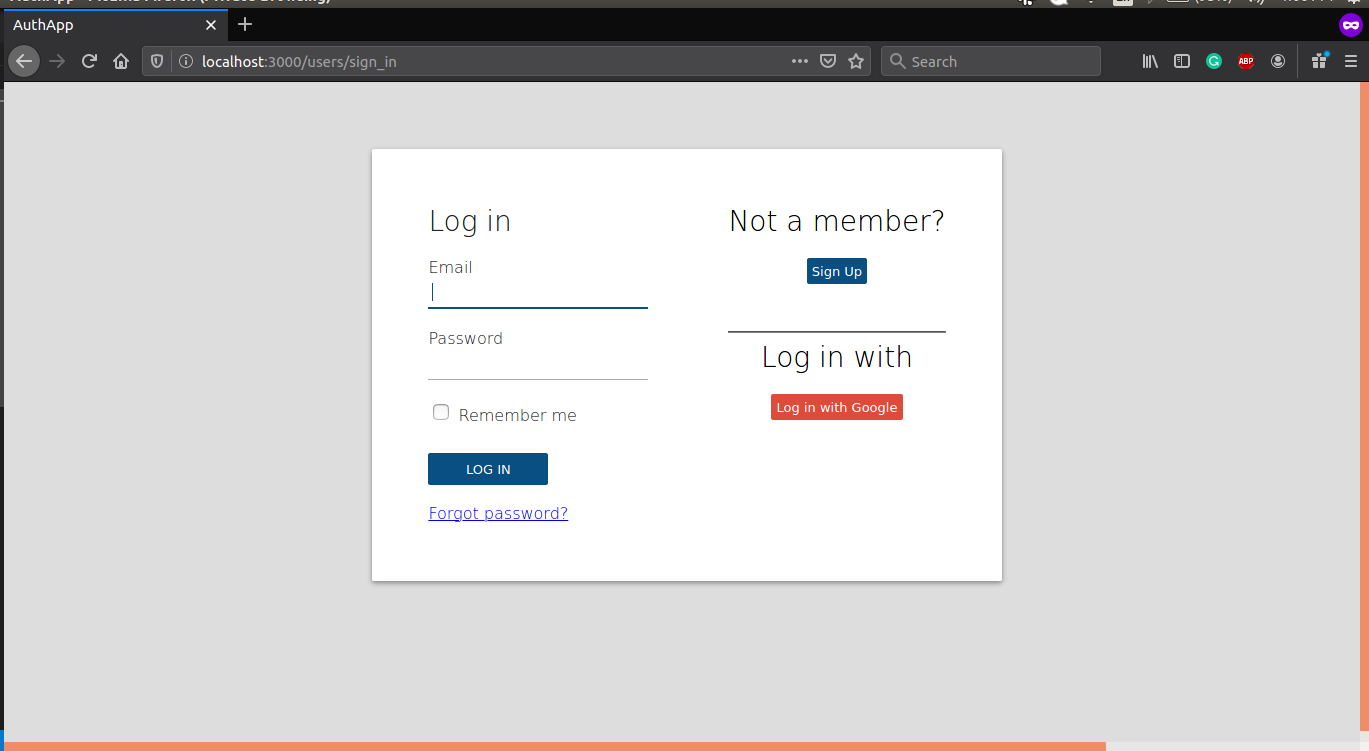 AuthApp
localhost:3000/users/sign_in
Search
ABP
Log in
Email
Password
Remember me
LOG IN
Forgot password?
Not a member?
Sign Up
Log in with
Log in with Google